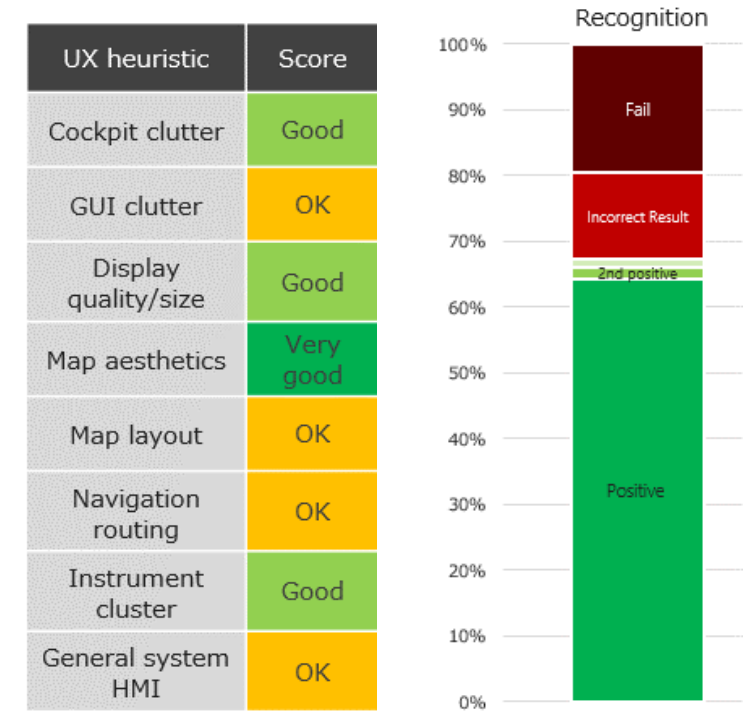 UX heuristic Score
Cockpit clutter Good
GUI clutter OK
Display
quality/size
Good
Map aesthetics
Very
good
Map layout OK
Navigation
routing
OK
Instrument
cluster
Good
General system
HMI
OK
Recognition
100%
90%
80%
70%
60%
50%
40%
30%
20%
10%
0%
Fail
Incorrect Result
2nd positive
Positive